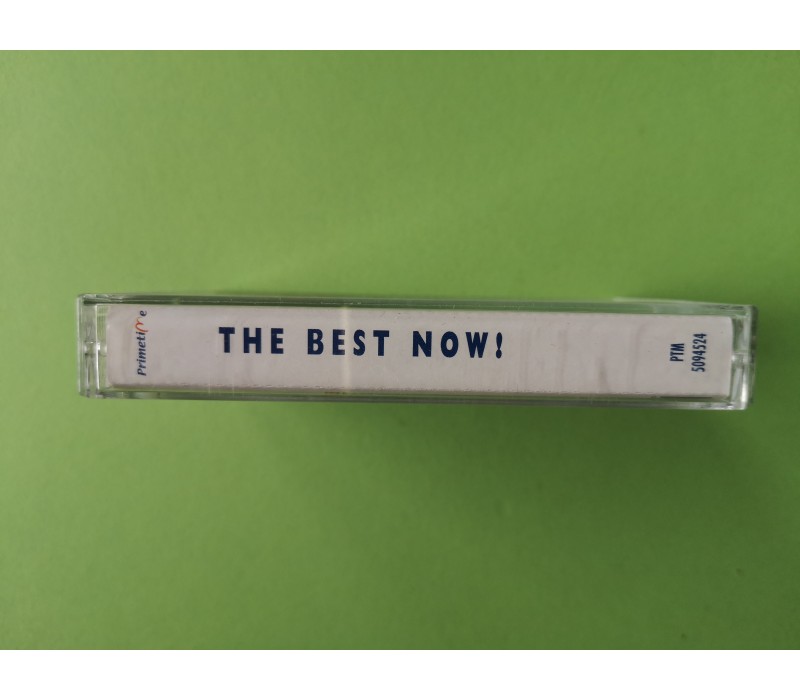 Primetime
THE BEST NOW!
PTM
5094524